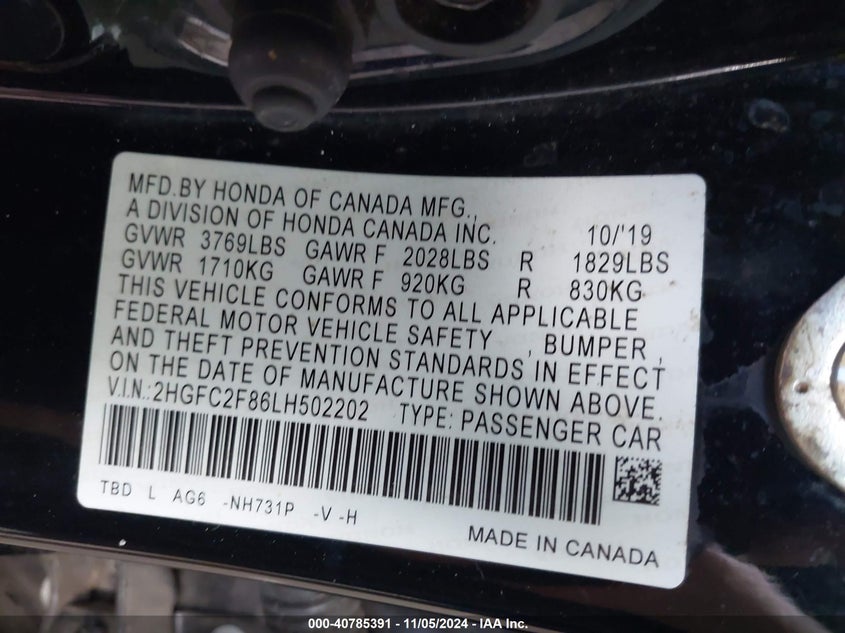 MFD.BY HONDA OF CANADA MFG.,
A DIVISION OF HONDA CANADA INC. 10/'19
GVWR 3769LBS GAWR F 2028LBS R 1829LBS
GVWR 1710KG GAWR F 920KG R 830KG
THIS VEHICLE CONFORMS TO ALL APPLICABLE
FEDERAL MOTOR VEHICLE SAFETY , BUMPER ,
AND THEFT PREVENTION STANDARDS IN EFFECT
ON THE DATE OF MANUFACTURE SHOWN ABOVE.
V.I.N.:2HGFC2F86LH502202 TYPE: PASSENGER CAR
TBD L AG6 -NH731P -V -H
MADE IN CANADA
000-40785391 - 11/05/2024 - IAA Inc.